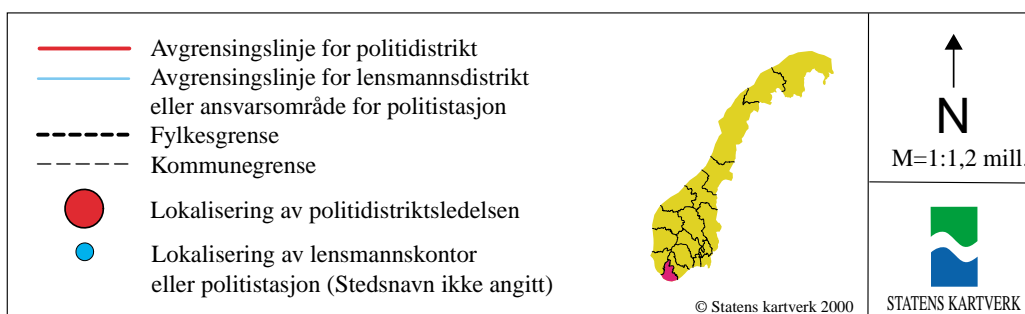 Avgrensingslinje for politidistrikt
Avgrensingslinje for lensmannsdistrikt
eller ansvarsområde for politistasjon
Fylkesgrense
Kommunegrense
Lokalisering av politidistriktsledelsen
Lokalisering av lensmannskontor
eller politistasjon (Stedsnavn ikke angitt)
© Statens kartverk 2000
N
M=1:1,2 mill.
STATENS KARTVERK